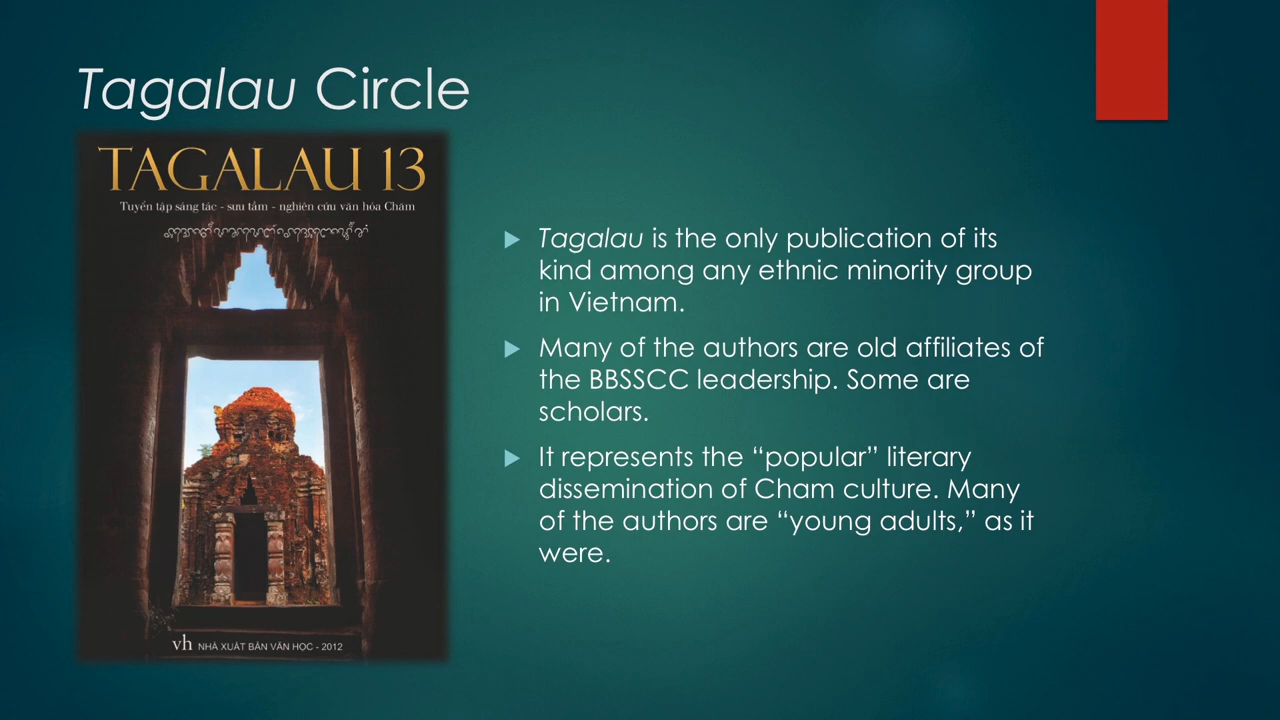 Tagalau Circle
TAGALAU 13
Tuyển tập sáng tác - sưu tầm - nghiên cứu văn hóa Chăm
vh NHÀ XUẤT BẢN VĂN HỌC - 2012
Tagalau is the only publication of its
kind among any ethnic minority group
in Vietnam.
Many of the authors are old affiliates of
the BBSSCC leadership. Some are
scholars.
It represents the “popular” literary
dissemination of Cham culture. Many
of the authors are “young adults,” as it
were.